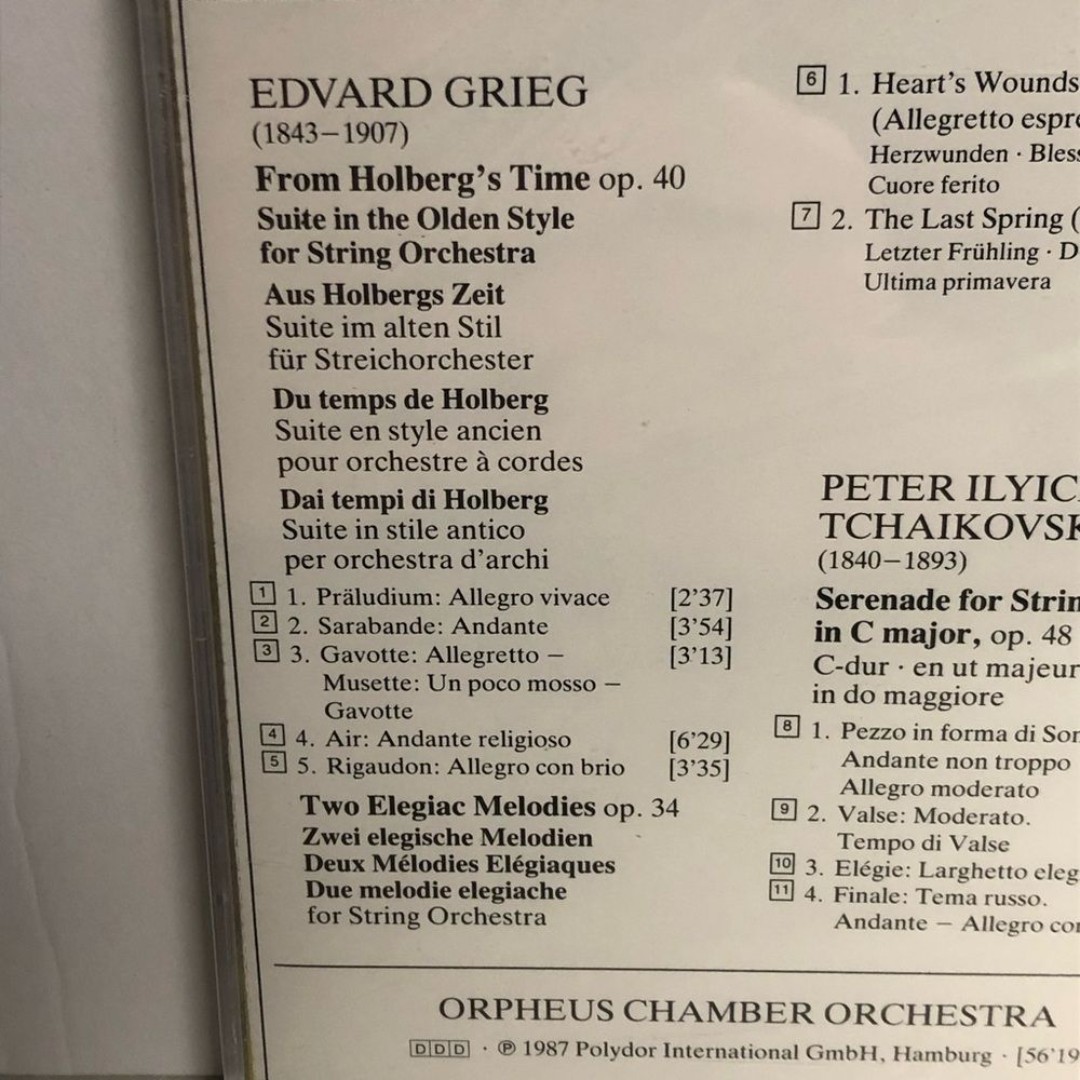 EDVARD GRIEG
(1843–1907)
From Holberg's Time op. 40
Suite in the Olden Style
for String Orchestra
Aus Holbergs Zeit
Suite im alten Stil
für Streichorchester
Du temps de Holberg
Suite en style ancien
pour orchestre à cordes
Dai tempi di Holberg
Suite in stile antico
per orchestra d'archi
1 1. Präludium: Allegro vivace [2'37]
2 2. Sarabande: Andante [3'54]
3 3. Gavotte: Allegretto – [3'13]
Musette: Un poco mosso –
Gavotte
4 4. Air: Andante religioso [6'29]
5 5. Rigaudon: Allegro con brio [3'35]
Two Elegiac Melodies op. 34
Zwei elegische Melodien
Deux Mélodies Elégiaques
Due melodie elegiache
for String Orchestra
6 1. Heart's Wounds
(Allegretto
Herzwunden ·
Cuore ferito
7 2. The Last Spring (
Letzter Frühling ·
Ultima primavera
PETER
(1840–1893)
Serenade for
in C major, op. 48
C-dur · en ut majeur
in do maggiore
8 1. Pezzo in forma di
Andante non troppo
Allegro moderato
9 2. Valse: Moderato.
Tempo di Valse
10 3. Elégie: Larghetto
11 4. Finale: Tema russo.
Andante – Allegro
ORPHEUS CHAMBER ORCHESTRA
DDD · ℗ 1987 Polydor International GmbH, Hamburg · [56'19